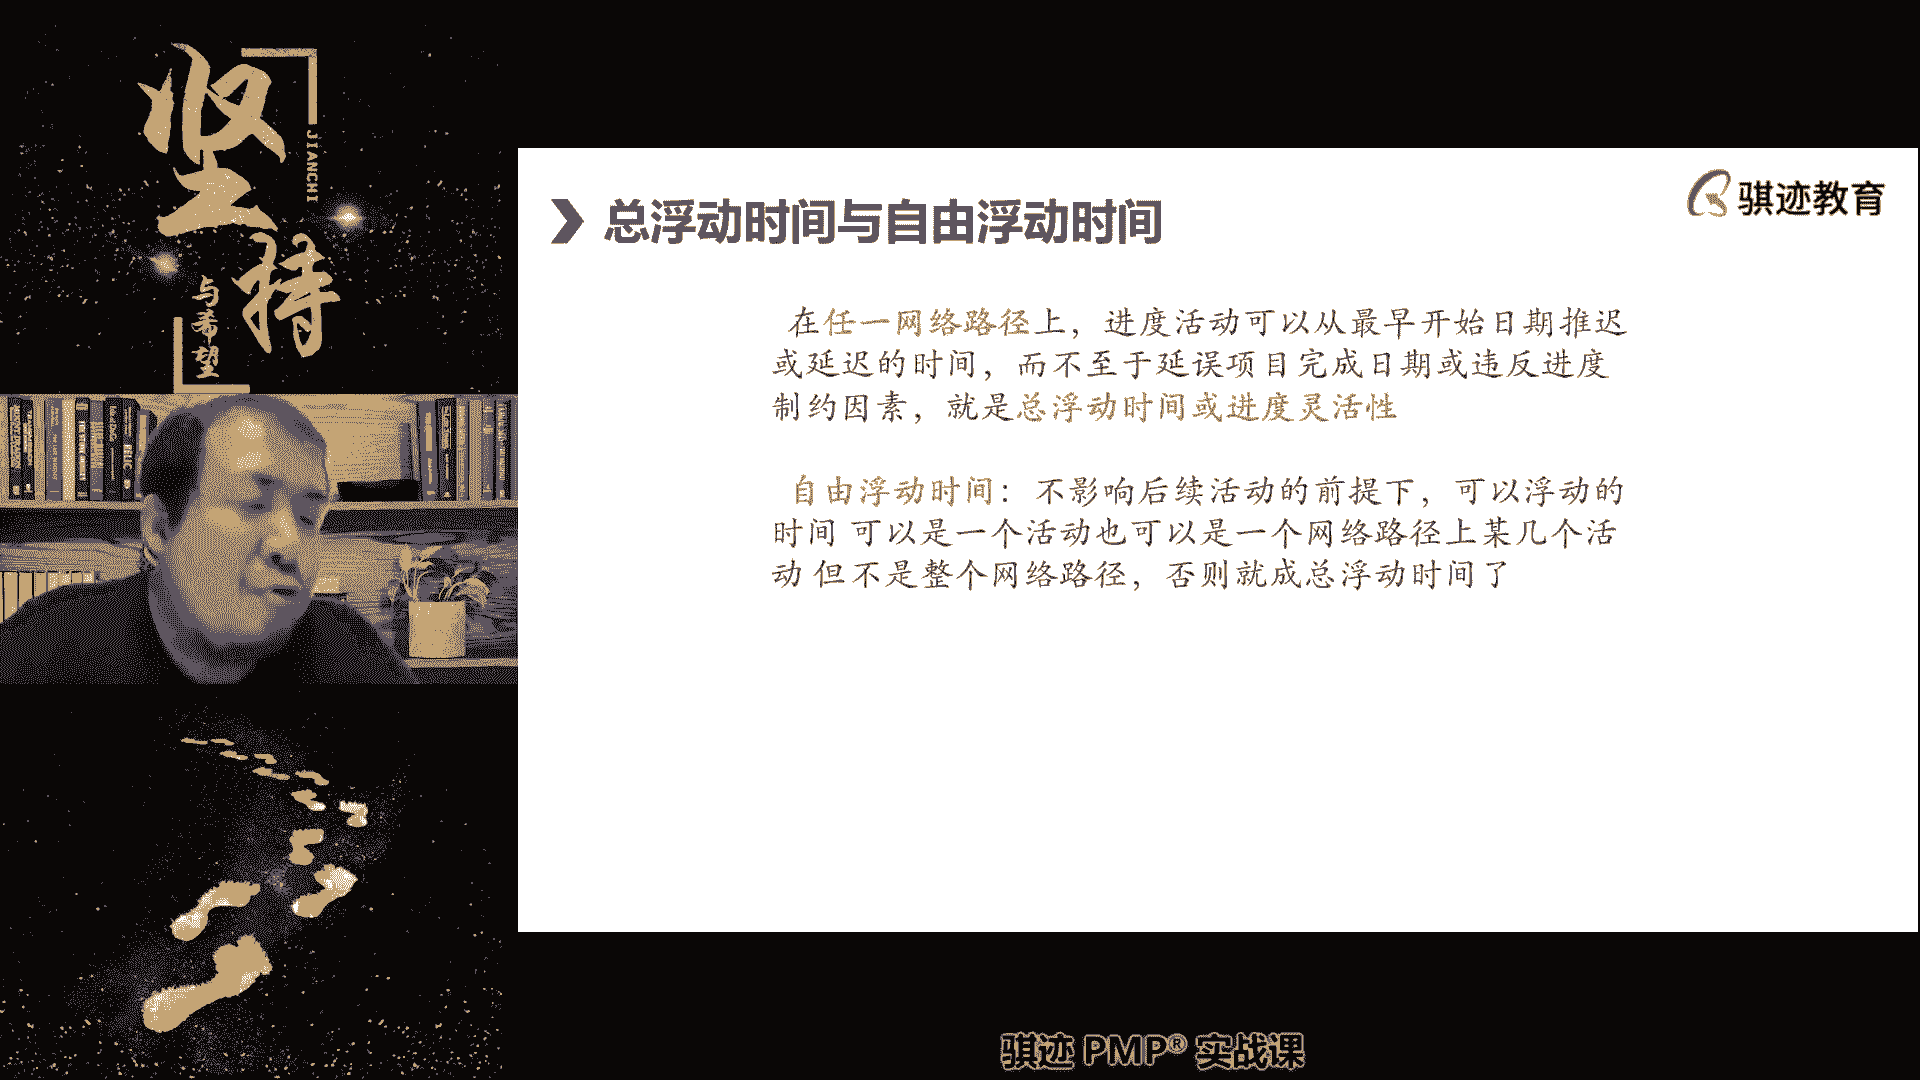 坚持
JIANCHI
与希望
骐迹教育
总浮动时间与自由浮动时间
在任一网络路径上，进度活动可以从最早开始日期推迟
或延迟的时间，而不至于延误项目完成日期或违反进度
制约因素，就是总浮动时间或进度灵活性
自由浮动时间： 不影响后续活动的前提下，可以浮动的
时间 可以是一个活动也可以是一个网络路径上某几个活
动 但不是整个网络路径，否则就成总浮动时间了
骐迹 PMP® 实战课